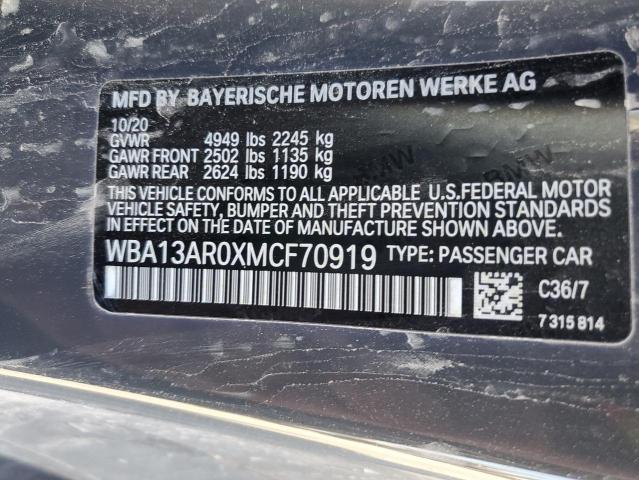 MFD BY BAYERISCHE MOTOREN WERKE AG
10/20
GVWR 4949 lbs 2245 kg
GAWR FRONT 2502 lbs 1135 kg
GAWR REAR 2624 lbs 1190 kg
THIS VEHICLE CONFORMS TO ALL APPLICABLE U.S.FEDERAL MOTOR
VEHICLE SAFETY, BUMPER AND THEFT PREVENTION STANDARDS
IN EFFECT ON THE DATE OF MANUFACTURE SHOWN ABOVE.
WBA13AR0XMCF70919 TYPE: PASSENGER CAR
C36/7
7 315 814
BMW
BMW